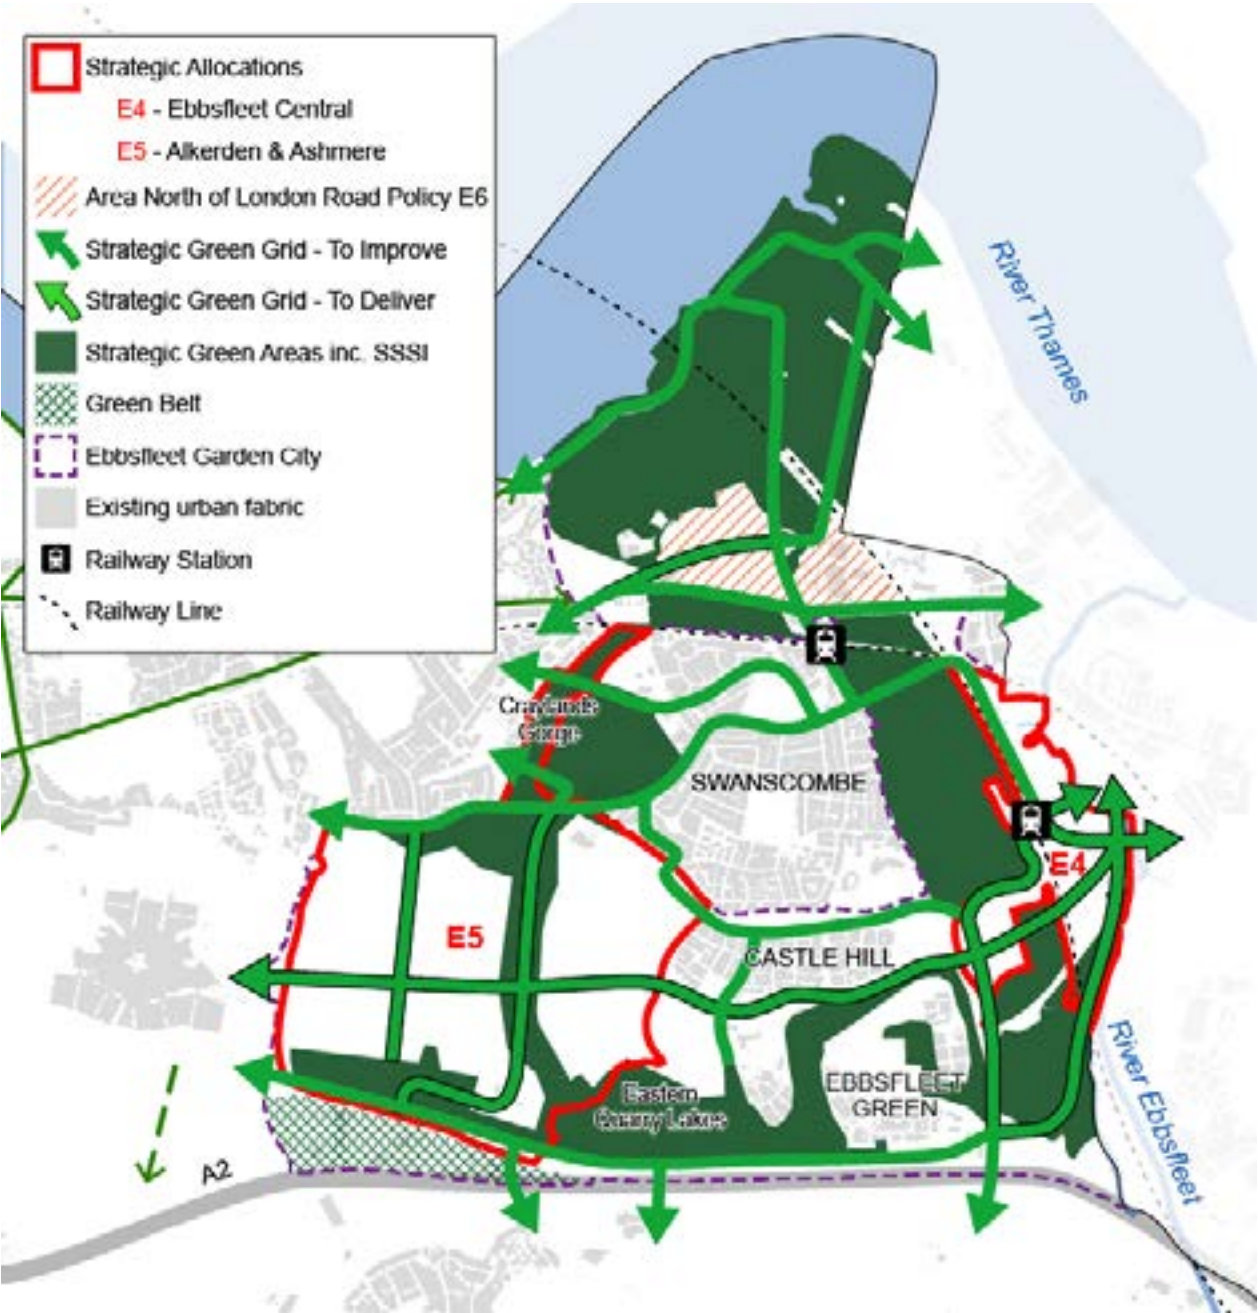 Strategic Allocations
E4 - Ebbsfleet Central
E5 - Alkerden & Ashmere
Area North of London Road Policy E6
Strategic Green Grid - To Improve
Strategic Green Grid - To Deliver
Strategic Green Areas inc. SSSI
Green Belt
Ebbsfleet Garden City
Existing urban fabric
Railway Station
Railway Line
River Thames
Craylands
Gorge
SWANSCOMBE
E4
E5
CASTLE HILL
EBBSFLEET
GREEN
Eastern
Quarry Lakes
River Ebbsfleet
A2